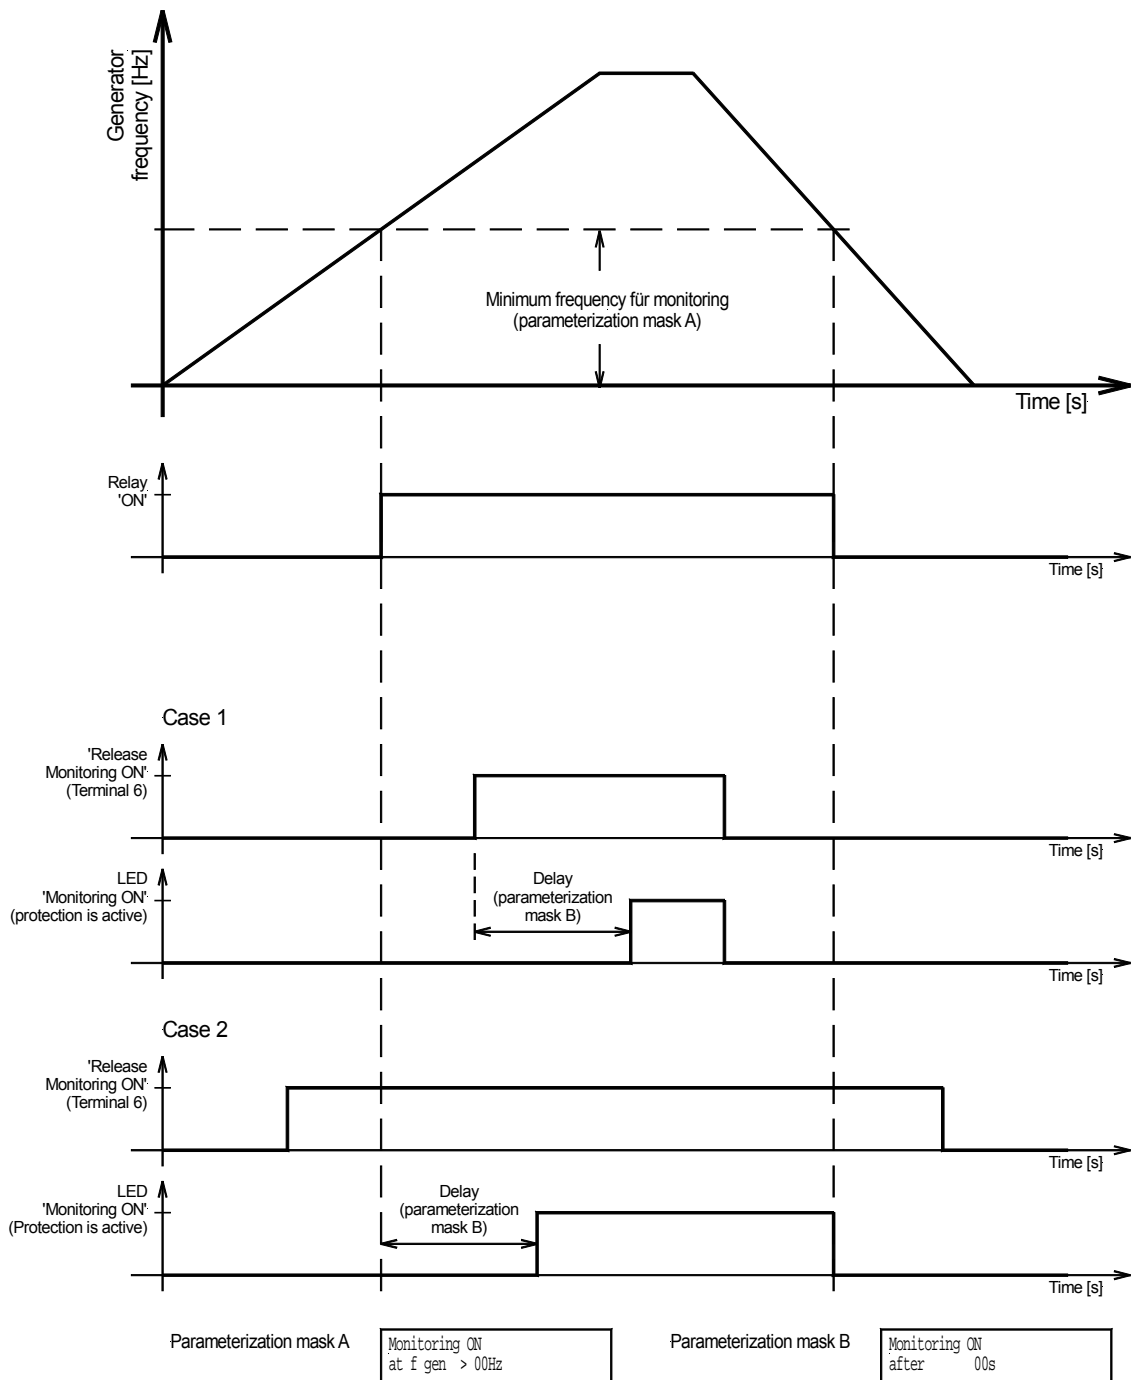 Generator
frequency [Hz]
Minimum frequency für monitoring
(parameterization mask A)
Time [s]
Relay
'ON'
Time [s]
Case 1
'Release
Monitoring ON'
(Terminal 6)
Time [s]
LED
'Monitoring ON'
(protection is active)
Delay
(parameterization
mask B)
Time [s]
Case 2
'Release
Monitoring ON'
(Terminal 6)
Time [s]
LED
'Monitoring ON'
(Protection is active)
Delay
(parameterization
mask B)
Time [s]
Parameterization mask A
Monitoring ON
at f gen > 00Hz
Parameterization mask B
Monitoring ON
after 00s